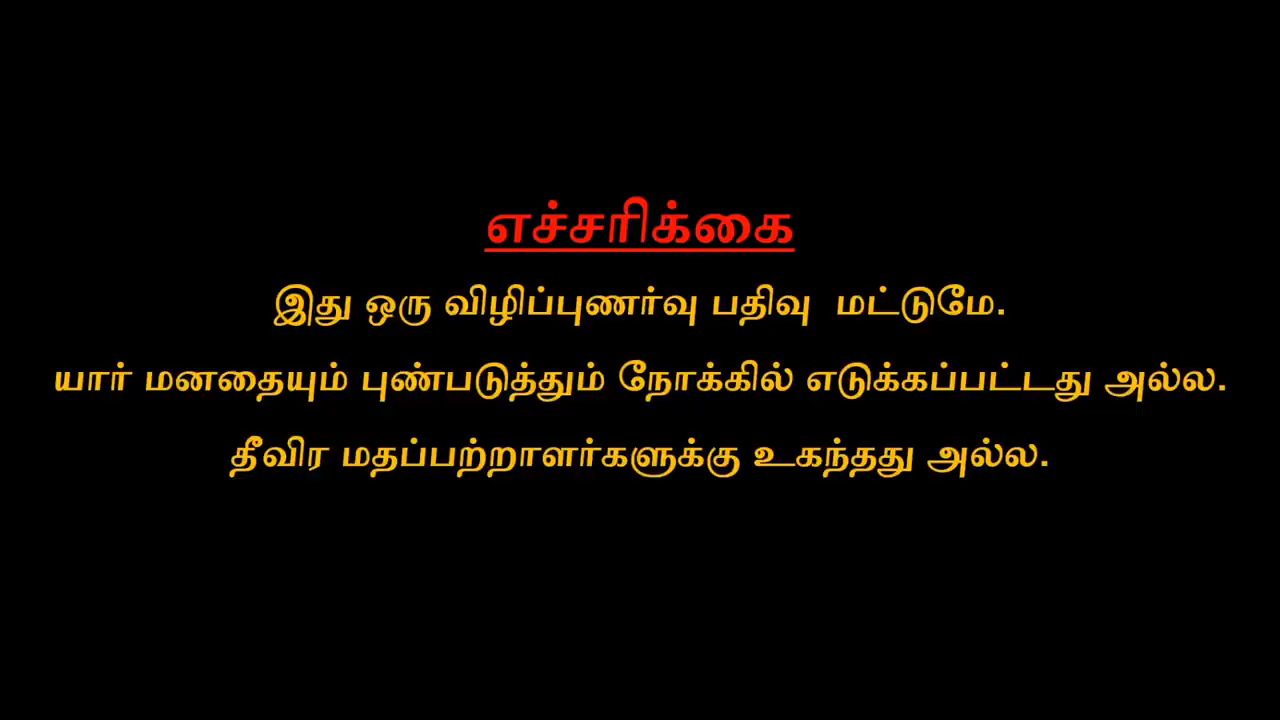 எச்சரிக்கை
இது ஒரு விழிப்புணர்வு பதிவு மட்டுமே.
யார் மனதையும் புண்படுத்தும் நோக்கில் எடுக்கப்பட்டது அல்ல.
தீவிர மதப்பற்றாளர்களுக்கு உகந்தது அல்ல.